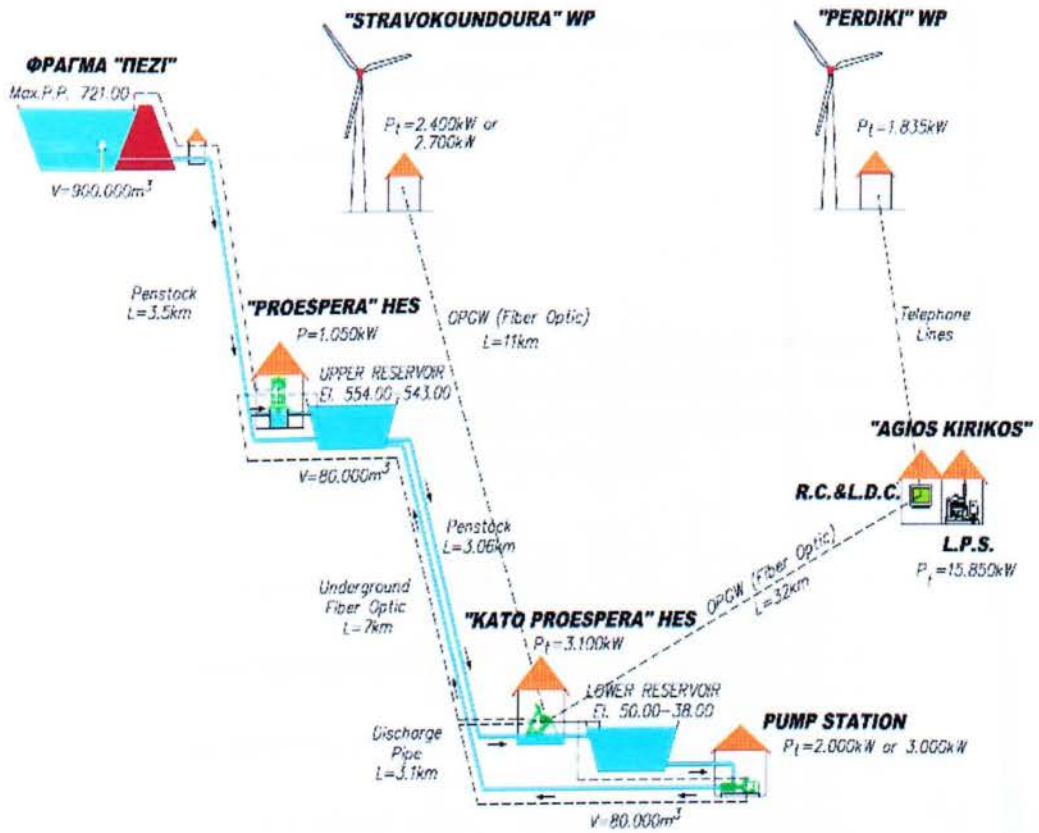 "STRAVOKOUNDOURA" WP
"PERDIKI" WP
ΦΡΑΓΜΑ "ΠΕΖΙ"
Max.P.P. 721.00
Pt=2.400kW or
2.700kW
Pt=1.835kW
V=900.000m³
Penstock
L=3.5km
"PROESPERA" HES
P=1.050kW
OPGW (Fiber Optic)
L=11km
Telephone
Lines
UPPER RESERVOIR
El. 554.00-543.00
"AGIOS KIRIKOS"
V=80.000m³
R.C.&L.D.C.
L.P.S.
Pt=15.850kW
Penstock
L=3.06km
OPGW (Fiber Optic)
L=32km
Underground
Fiber Optic
L=7km
"KATO PROESPERA" HES
Pt=3.100kW
LOWER RESERVOIR
El. 50.00-38.00
PUMP STATION
Pt=2.000kW or 3.000kW
Discharge
Pipe
L=3.1km
V=80.000m³